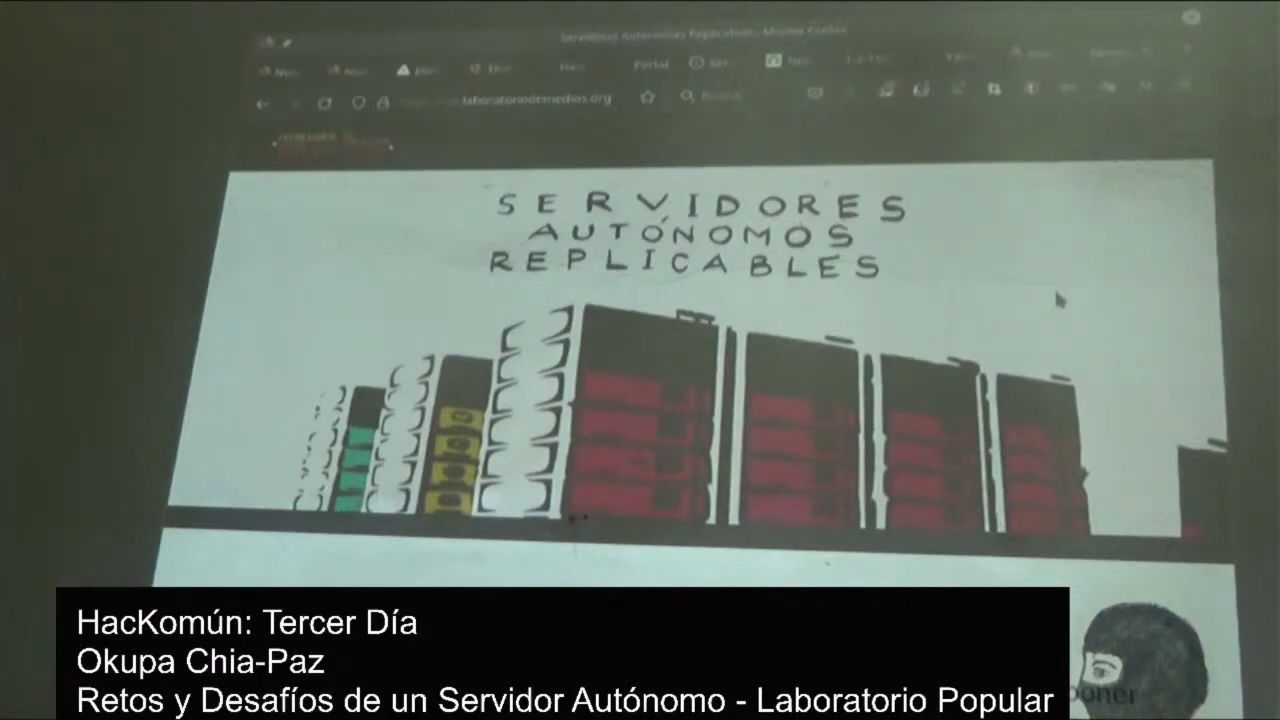 laboratoriodemedios.org
SERVIDORES
AUTÓNOMOS
REPLICABLES
HacKomún: Tercer Día
Okupa Chia-Paz
Retos y Desafíos de un Servidor Autónomo - Laboratorio Popular
poner